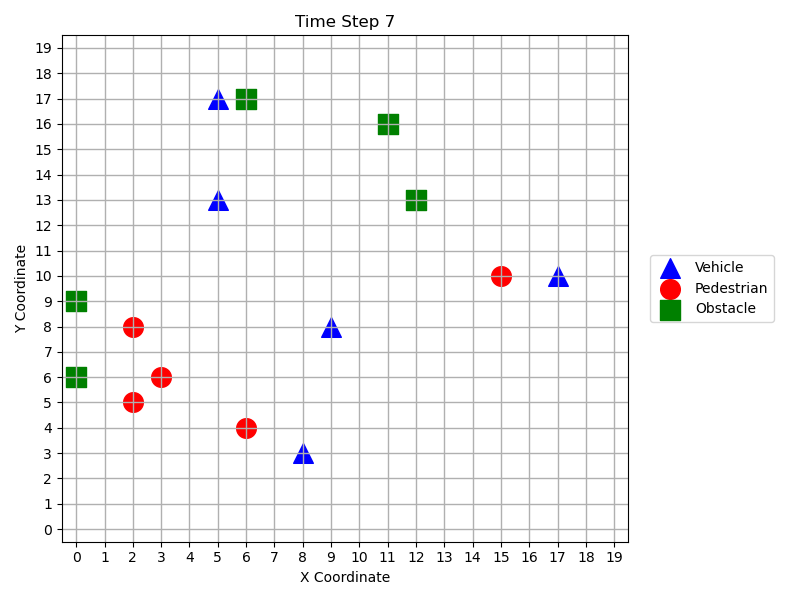 Time Step 7
19
18
17
16
15
14
13
12
11
10
9
8
7
6
5
4
3
2
1
0
Y Coordinate
0 1 2 3 4 5 6 7 8 9 10 11 12 13 14 15 16 17 18 19
X Coordinate
Vehicle
Pedestrian
Obstacle